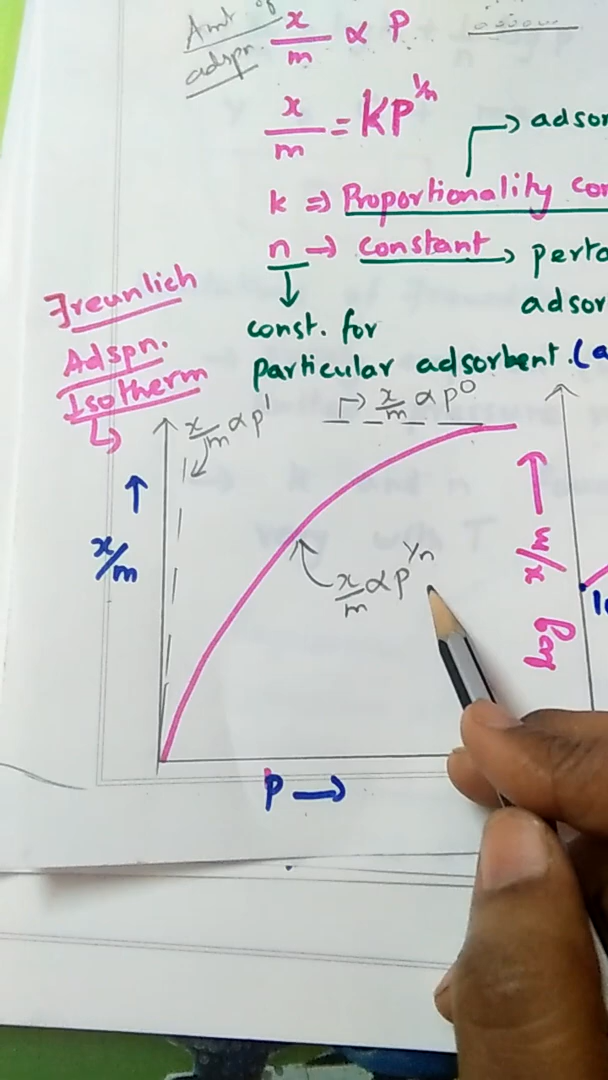 Amt of
adspn.
x/m ∝ P
x/m = KP^1/n
→ adsor
k ⇒ Proportionality con
n → constant → perta
adsor
const. for
particular adsorbent. (a
Freunlich
Adspn.
Isotherm
x/m ∝ p^1
→ x/m ∝ p^0
x/m
x/m ∝ p^1/n
log x/m
P →